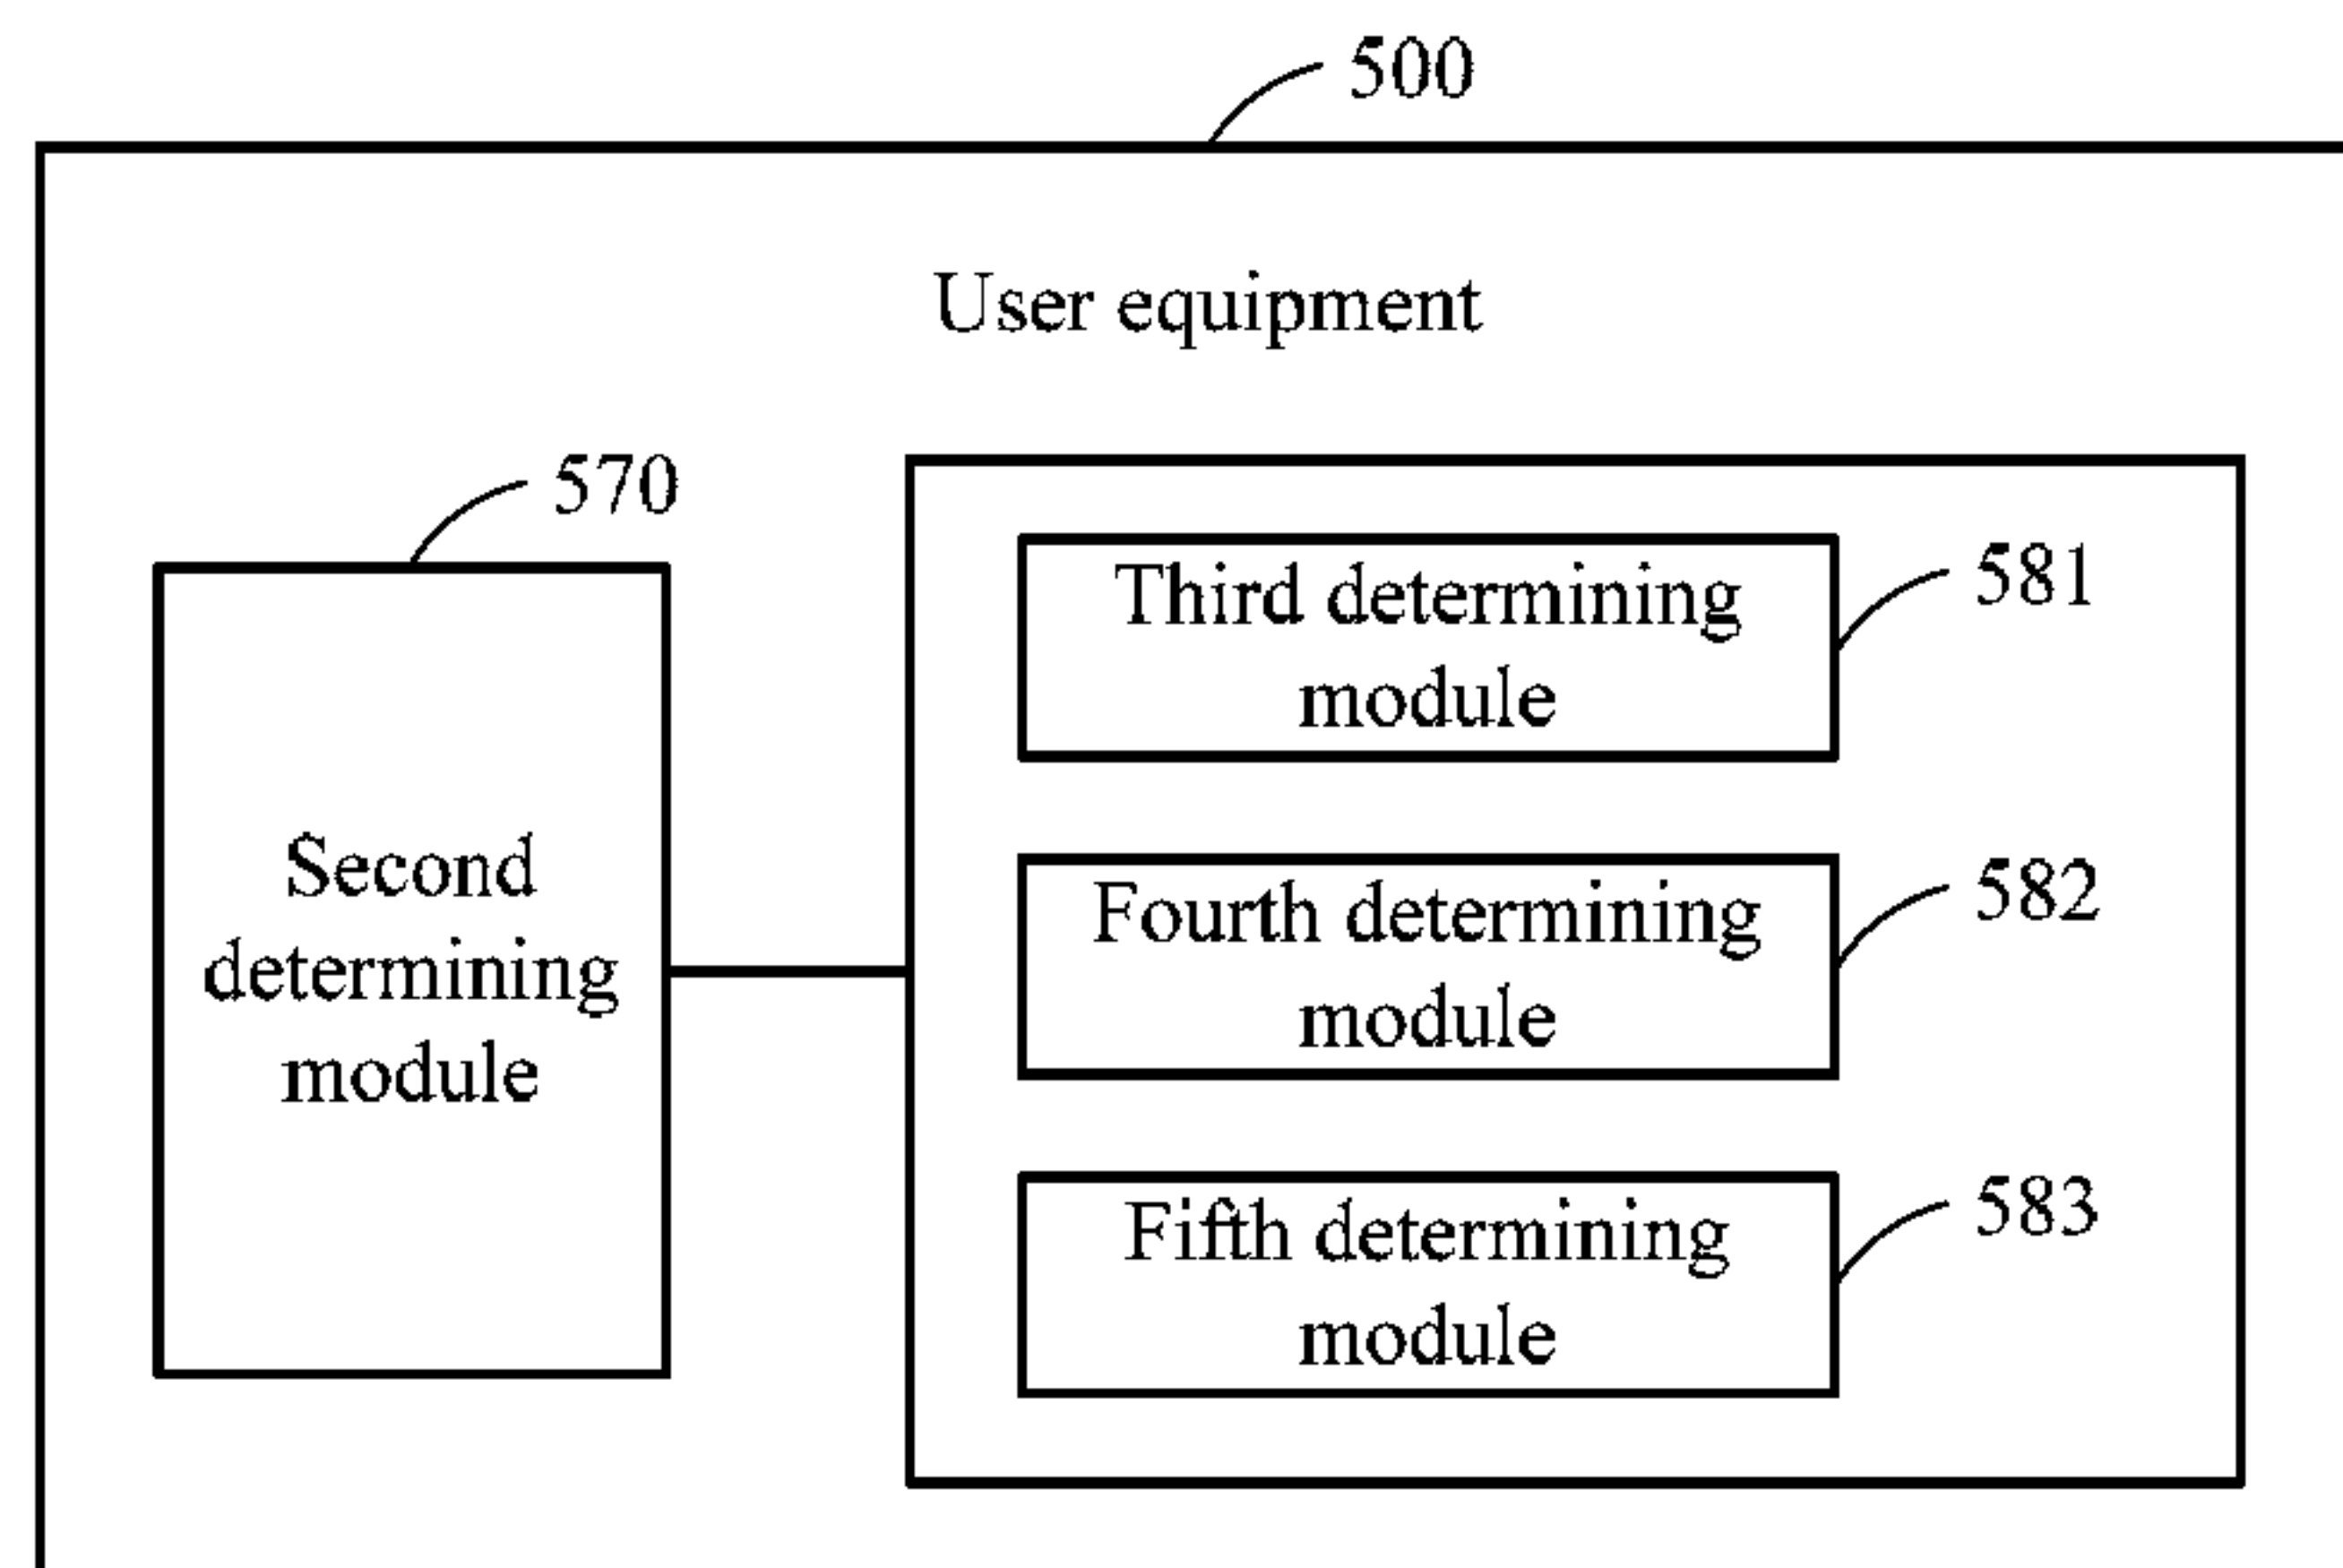 500
User equipment
570
Third determining
module
581
Second
determining
module
Fourth determining
module
582
Fifth determining
module
583